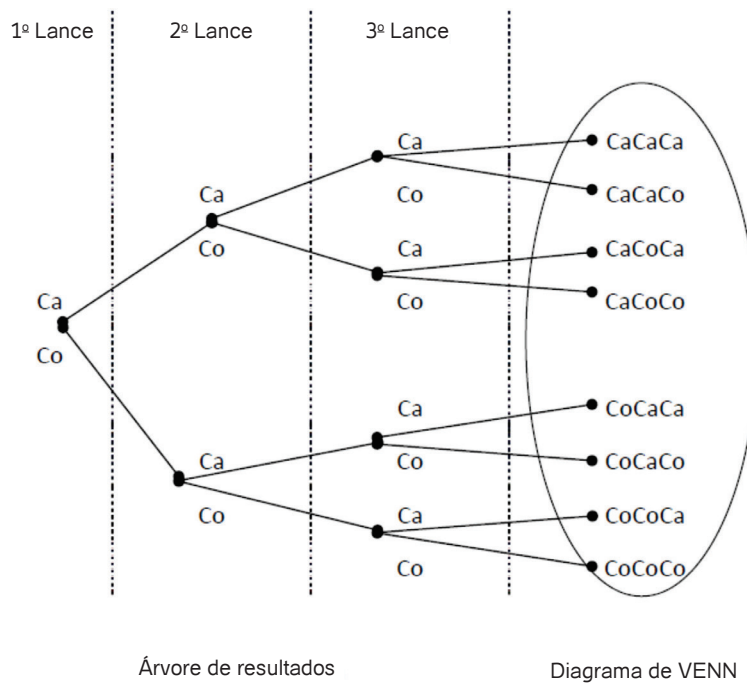 1º Lance 2º Lance 3º Lance
Ca CaCaCa
Ca Co CaCaCo
Co Ca CaCoCa
Co CaCoCo
Ca
Co
Ca CoCaCa
Ca Co CoCaCo
Co Ca CoCoCa
Co CoCoCo
Árvore de resultados Diagrama de VENN